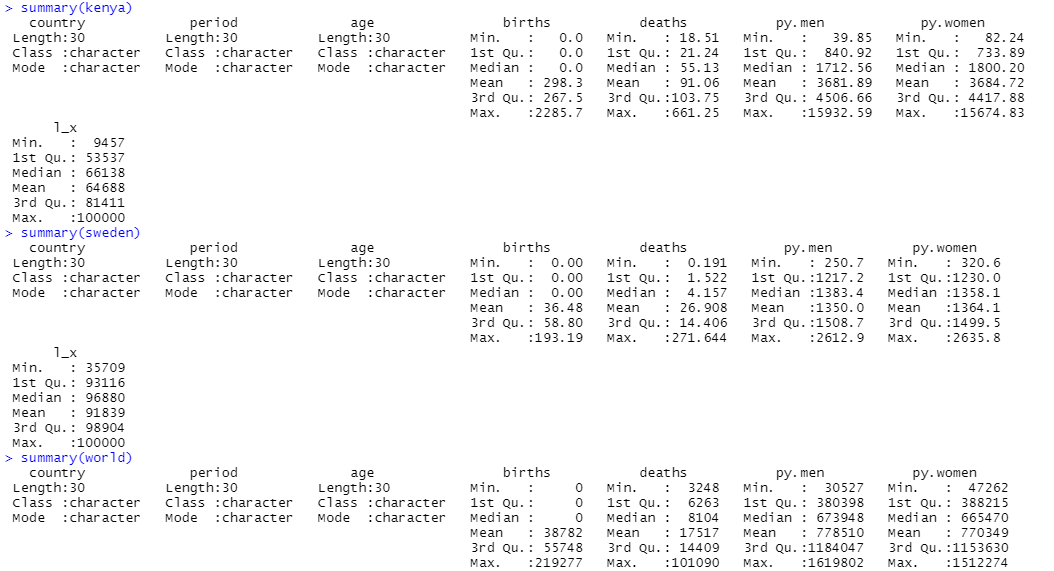 > summary(kenya)
country period age births deaths py.men py.women
Length:30 Length:30 Length:30 Min. : 0.0 Min. : 18.51 Min. : 39.85 Min. : 82.24
Class :character Class :character Class :character 1st Qu.: 0.0 1st Qu.: 21.24 1st Qu.: 840.92 1st Qu.: 733.89
Mode :character Mode :character Mode :character Median : 0.0 Median : 55.13 Median : 1712.56 Median : 1800.20
Mean : 298.3 Mean : 91.06 Mean : 3681.89 Mean : 3684.72
3rd Qu.: 267.5 3rd Qu.:103.75 3rd Qu.: 4506.66 3rd Qu.: 4417.88
Max. :2285.7 Max. :661.25 Max. :15932.59 Max. :15674.83
l_x
Min. : 9457
1st Qu.: 53537
Median : 66138
Mean : 64688
3rd Qu.: 81411
Max. :100000
> summary(sweden)
country period age births deaths py.men py.women
Length:30 Length:30 Length:30 Min. : 0.00 Min. : 0.191 Min. : 250.7 Min. : 320.6
Class :character Class :character Class :character 1st Qu.: 0.00 1st Qu.: 1.522 1st Qu.:1217.2 1st Qu.:1230.0
Mode :character Mode :character Mode :character Median : 0.00 Median : 4.157 Median :1383.4 Median :1358.1
Mean : 36.48 Mean : 26.908 Mean :1350.0 Mean :1364.1
3rd Qu.: 58.80 3rd Qu.: 14.406 3rd Qu.:1508.7 3rd Qu.:1499.5
Max. :193.19 Max. :271.644 Max. :2612.9 Max. :2635.8
l_x
Min. : 35709
1st Qu.: 93116
Median : 96880
Mean : 91839
3rd Qu.: 98904
Max. :100000
> summary(world)
country period age births deaths py.men py.women
Length:30 Length:30 Length:30 Min. : 0 Min. : 3248 Min. : 30527 Min. : 47262
Class :character Class :character Class :character 1st Qu.: 0 1st Qu.: 6263 1st Qu.: 380398 1st Qu.: 388215
Mode :character Mode :character Mode :character Median : 0 Median : 8104 Median : 673948 Median : 665470
Mean : 38782 Mean : 17517 Mean : 778510 Mean : 770349
3rd Qu.: 55748 3rd Qu.: 14409 3rd Qu.:1184047 3rd Qu.:1153630
Max. :219277 Max. :101090 Max. :1619802 Max. :1512274